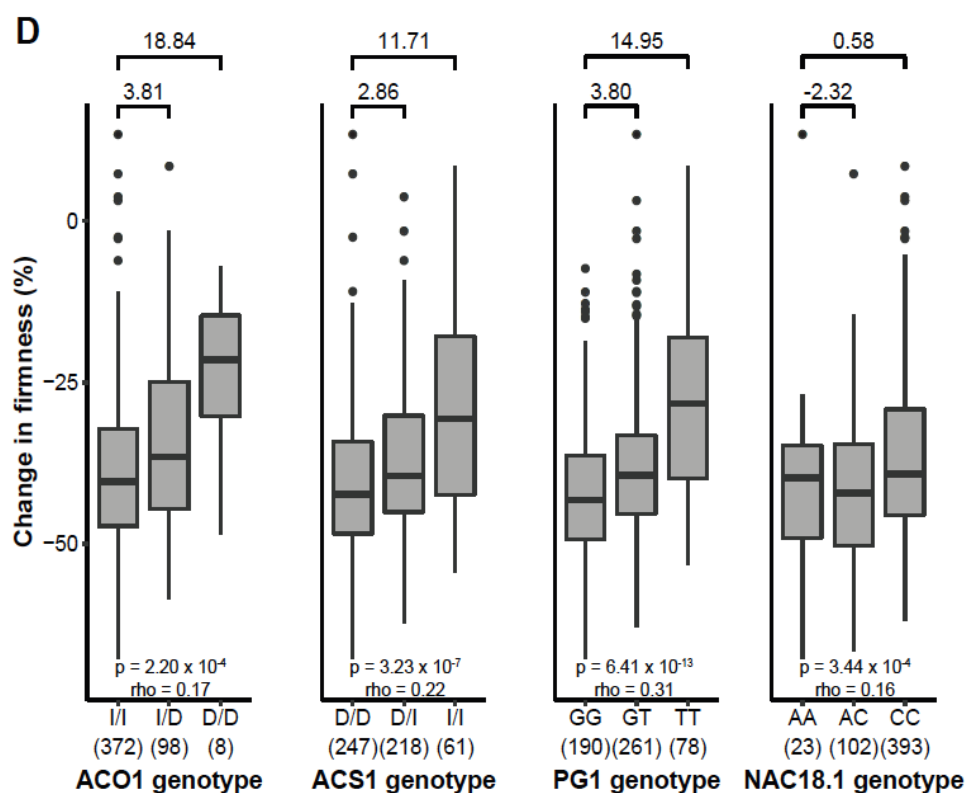 D
18.84 11.71 14.95 0.58
3.81 2.86 3.80 -2.32
0
−25
−50
Change in firmness (%)
p = 2.20 x 10⁻⁴ p = 3.23 x 10⁻⁷ p = 6.41 x 10⁻¹³ p = 3.44 x 10⁻⁴
rho = 0.17 rho = 0.22 rho = 0.31 rho = 0.16
I/I I/D D/D D/D D/I I/I GG GT TT AA AC CC
(372) (98) (8) (247) (218) (61) (190) (261) (78) (23) (102) (393)
ACO1 genotype ACS1 genotype PG1 genotype NAC18.1 genotype